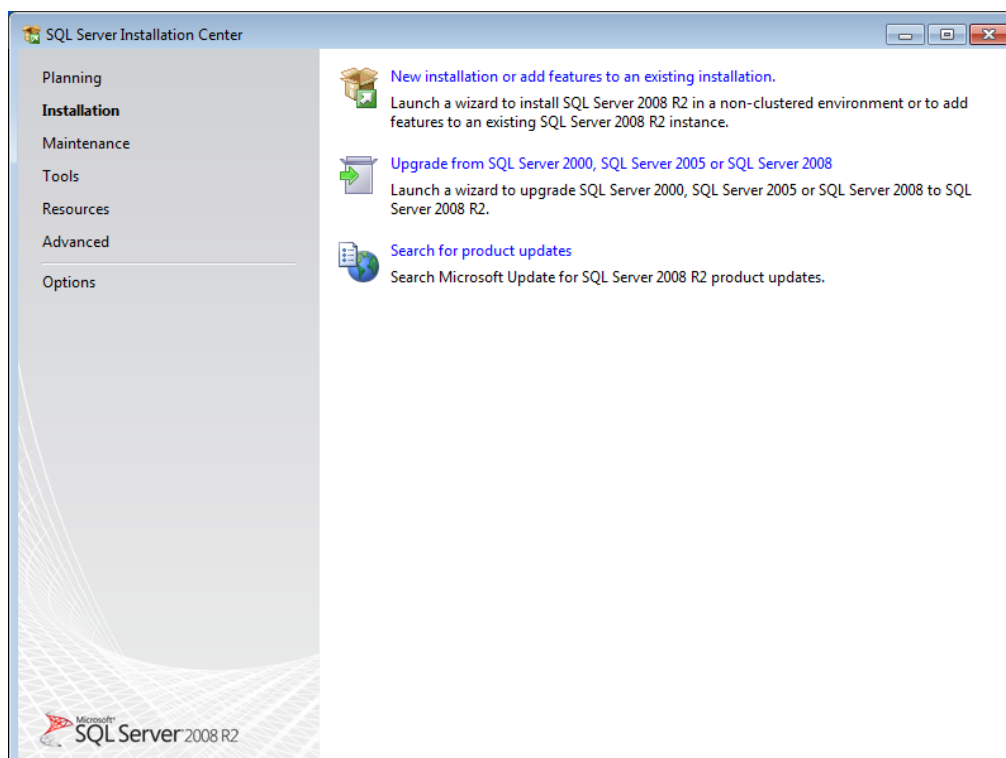 SQL Server Installation Center
Planning
Installation
Maintenance
Tools
Resources
Advanced
Options
New installation or add features to an existing installation.
Launch a wizard to install SQL Server 2008 R2 in a non-clustered environment or to add
features to an existing SQL Server 2008 R2 instance.
Upgrade from SQL Server 2000, SQL Server 2005 or SQL Server 2008
Launch a wizard to upgrade SQL Server 2000, SQL Server 2005 or SQL Server 2008 to SQL
Server 2008 R2.
Search for product updates
Search Microsoft Update for SQL Server 2008 R2 product updates.
Microsoft®
SQL Server 2008 R2